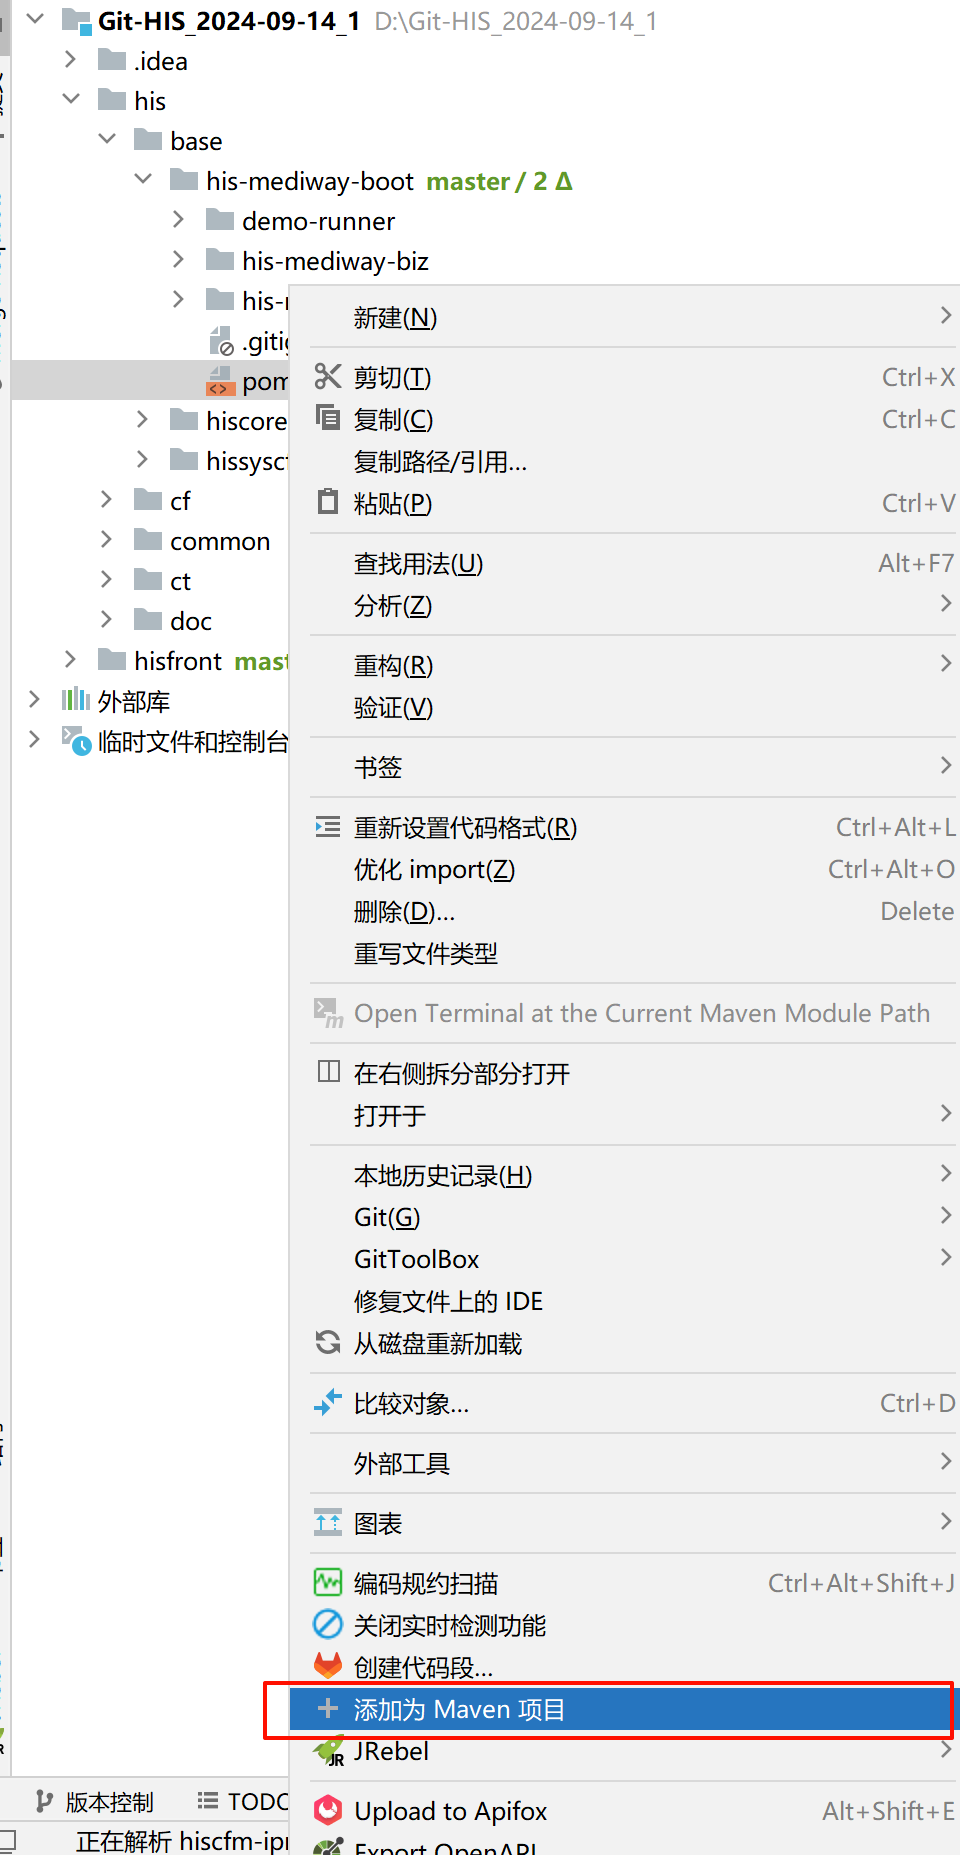 Git-HIS_2024-09-14_1 D:\Git-HIS_2024-09-14_1
.idea
his
base
his-mediway-boot master / 2 Δ
demo-runner
his-mediway-biz
his-
.giti
pom
hiscore
hissysc
cf
common
ct
doc
hisfront mast
外部库
临时文件和控制台
新建(N)
剪切(T) Ctrl+X
复制(C) Ctrl+C
复制路径/引用...
粘贴(P) Ctrl+V
查找用法(U) Alt+F7
分析(Z)
重构(R)
验证(V)
书签
重新设置代码格式(R) Ctrl+Alt+L
优化 import(Z) Ctrl+Alt+O
删除(D)... Delete
重写文件类型
Open Terminal at the Current Maven Module Path
在右侧拆分部分打开
打开于
本地历史记录(H)
Git(G)
GitToolBox
修复文件上的 IDE
从磁盘重新加载
比较对象... Ctrl+D
外部工具
图表
编码规约扫描 Ctrl+Alt+Shift+J
关闭实时检测功能
创建代码段...
添加为 Maven 项目
JRebel
Upload to Apifox Alt+Shift+E
Export OpenAPI
版本控制 TODO
正在解析 hiscfm-ip